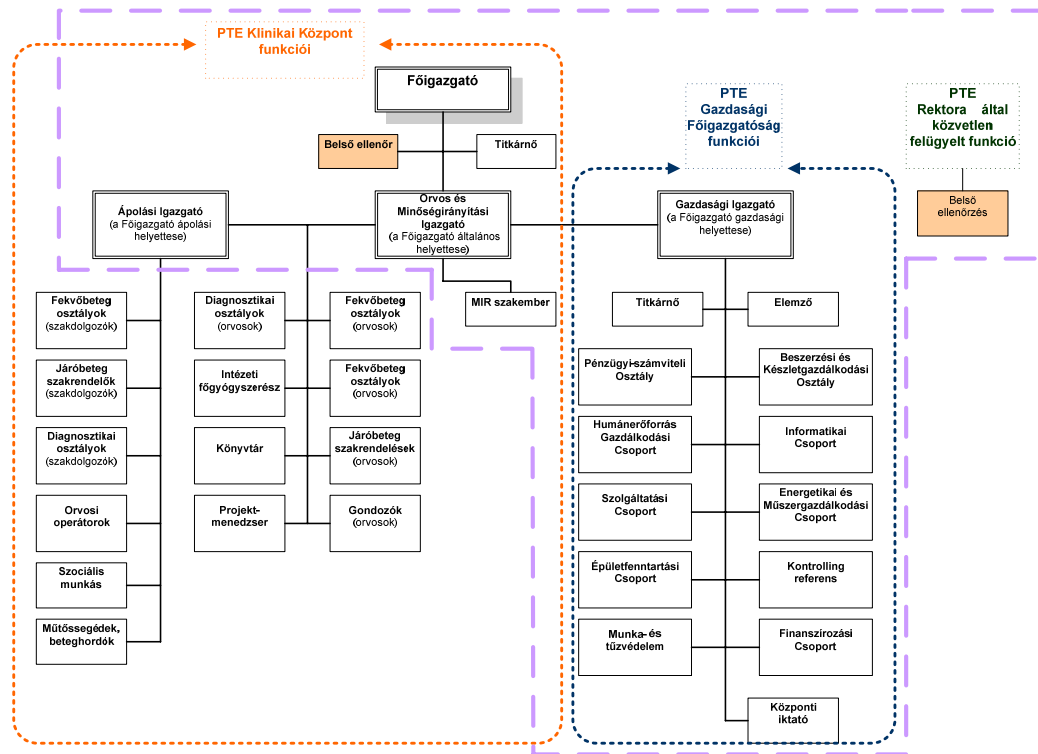 PTE Klinikai Központ
funkciói
Főigazgató
Belső ellenőr
Titkárnő
PTE
Gazdasági
Főigazgatóság
funkciói
PTE
Rektora által
közvetlen
felügyelt funkció
Belső
ellenőrzés
Ápolási Igazgató
(a Főigazgató ápolási
helyettese)
Orvos és
Minőségirányítási
Igazgató
(a Főigazgató általános
helyettese)
Gazdasági Igazgató
(a Főigazgató gazdasági
helyettese)
MIR szakember
Fekvőbeteg
osztályok
(szakdolgozók)
Járóbeteg
szakrendelők
(szakdolgozók)
Diagnosztikai
osztályok
(szakdolgozók)
Orvosi
operátorok
Szociális
munkás
Műtőssegédek,
beteghordók
Diagnosztikai
osztályok
(orvosok)
Intézeti
főgyógyszerész
Könyvtár
Projekt-
menedzser
Fekvőbeteg
osztályok
(orvosok)
Fekvőbeteg
osztályok
(orvosok)
Járóbeteg
szakrendelések
(orvosok)
Gondozók
(orvosok)
Titkárnő
Elemző
Pénzügyi-számviteli
Osztály
Beszerzési és
Készletgazdálkodási
Osztály
Humánerőforrás
Gazdálkodási
Csoport
Informatikai
Csoport
Szolgáltatási
Csoport
Energetikai és
Műszergazdálkodási
Csoport
Épületfenntartási
Csoport
Kontrolling
referens
Munka- és
tűzvédelem
Finanszírozási
Csoport
Központi
iktató